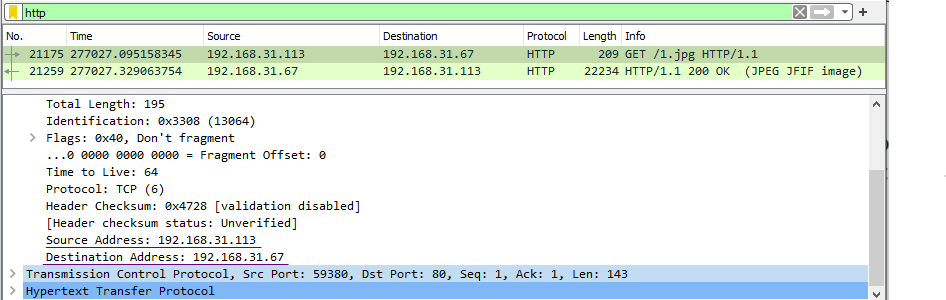 http
No. Time Source Destination Protocol Length Info
21175 277027.095158345 192.168.31.113 192.168.31.67 HTTP 209 GET /1.jpg HTTP/1.1
21259 277027.329063754 192.168.31.67 192.168.31.113 HTTP 22234 HTTP/1.1 200 OK  (JPEG JFIF image)
Total Length: 195
Identification: 0x3308 (13064)
Flags: 0x40, Don't fragment
...0 0000 0000 0000 = Fragment Offset: 0
Time to Live: 64
Protocol: TCP (6)
Header Checksum: 0x4728 [validation disabled]
[Header checksum status: Unverified]
Source Address: 192.168.31.113
Destination Address: 192.168.31.67
Transmission Control Protocol, Src Port: 59380, Dst Port: 80, Seq: 1, Ack: 1, Len: 143
Hypertext Transfer Protocol